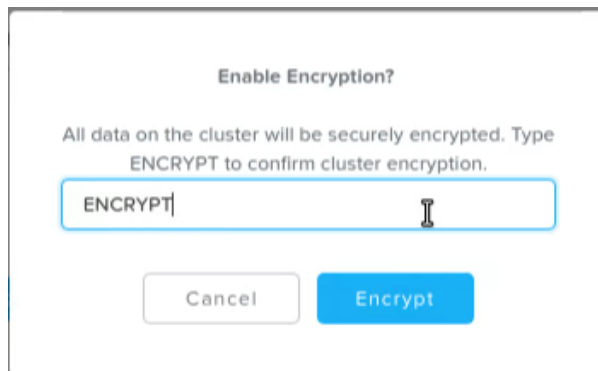 Enable Encryption?
All data on the cluster will be securely encrypted. Type
ENCRYPT to confirm cluster encryption.
ENCRYPT
Cancel
Encrypt